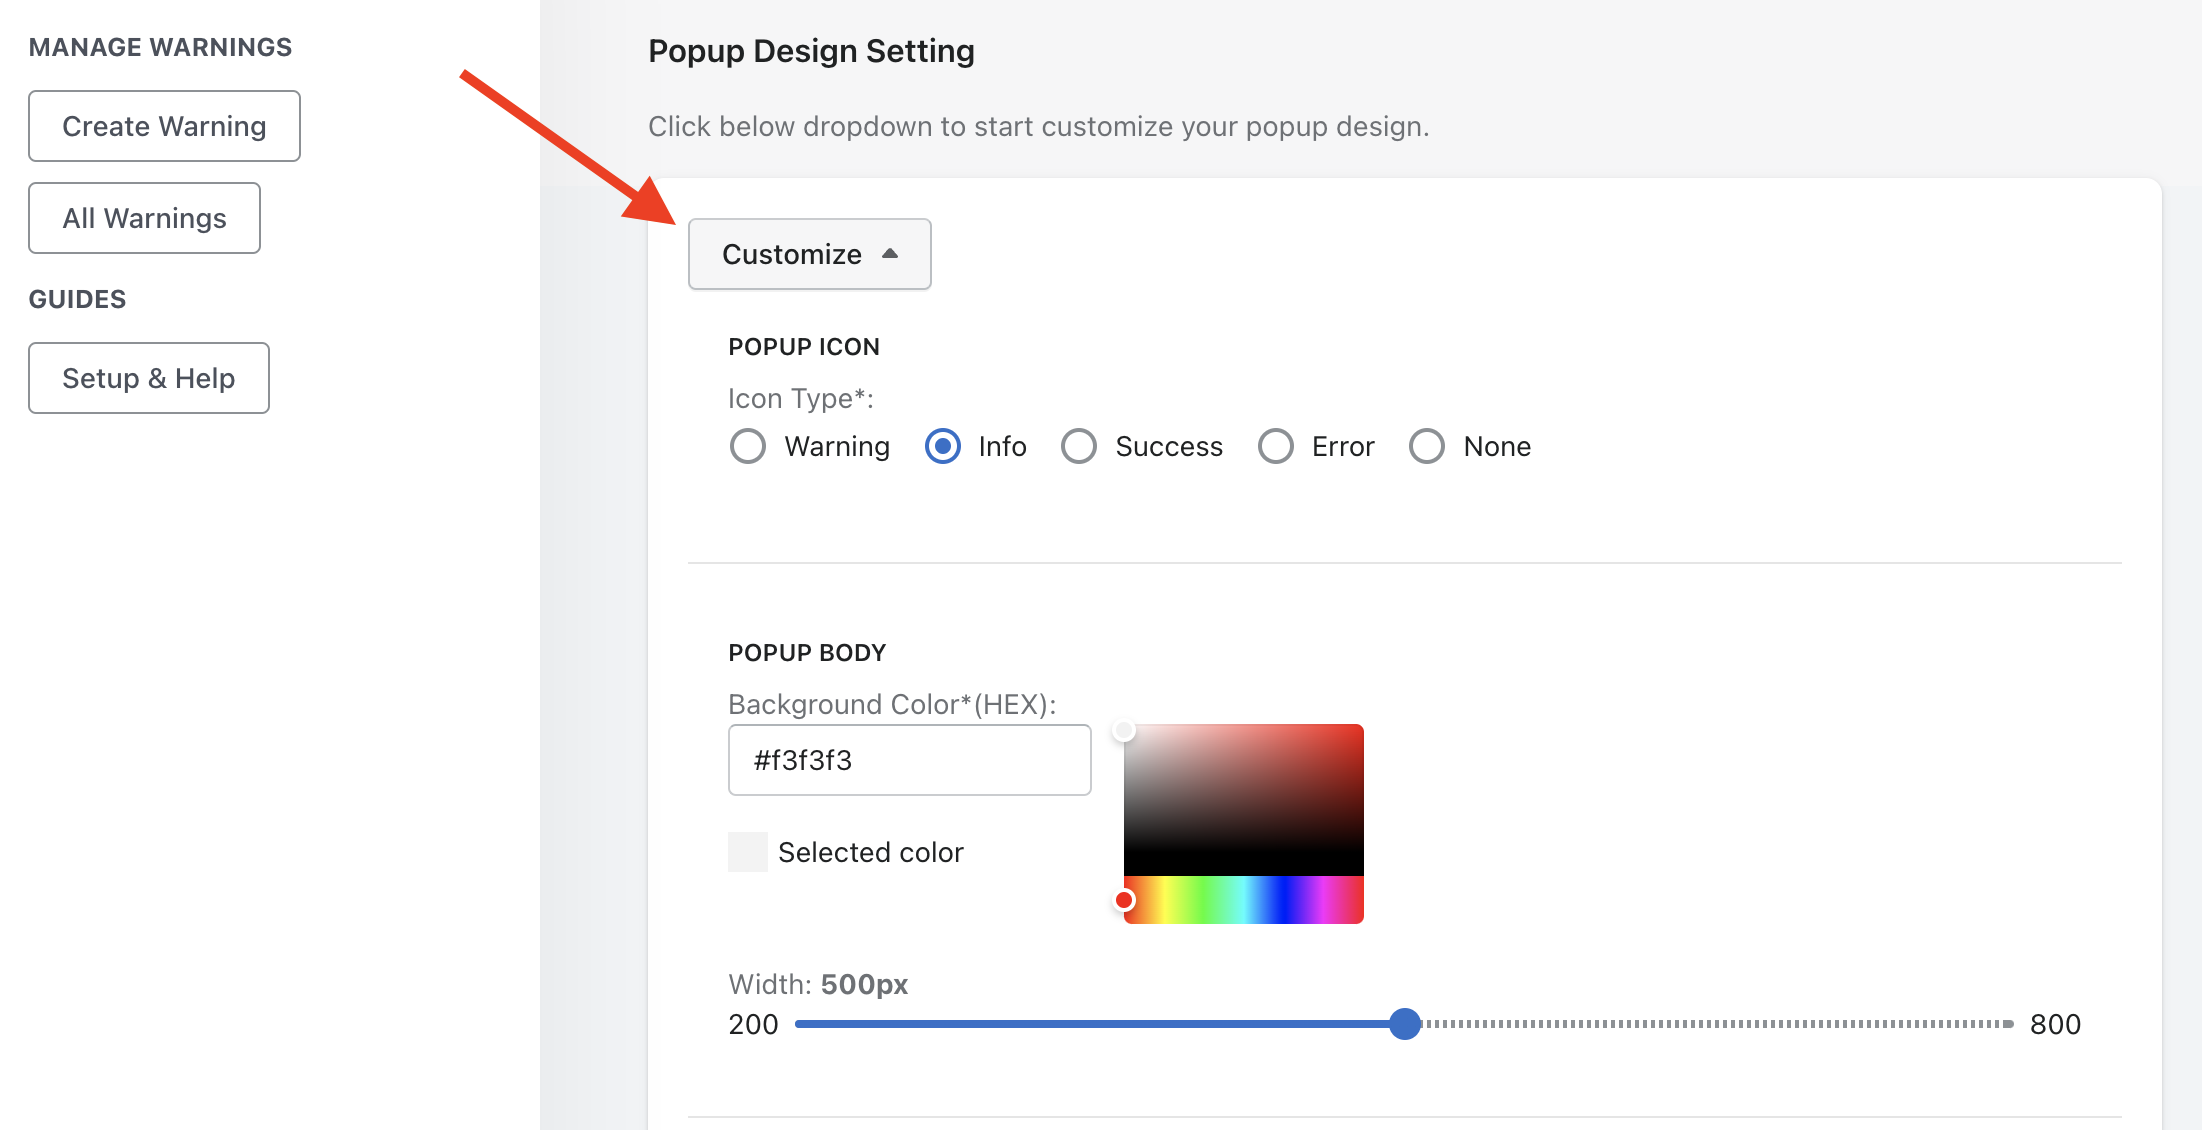 MANAGE WARNINGS
Create Warning
All Warnings
GUIDES
Setup & Help
Popup Design Setting
Click below dropdown to start customize your popup design.
Customize
POPUP ICON
Icon Type*:
Warning Info Success Error None
POPUP BODY
Background Color*(HEX):
#f3f3f3
Selected color
Width: 500px
200 800